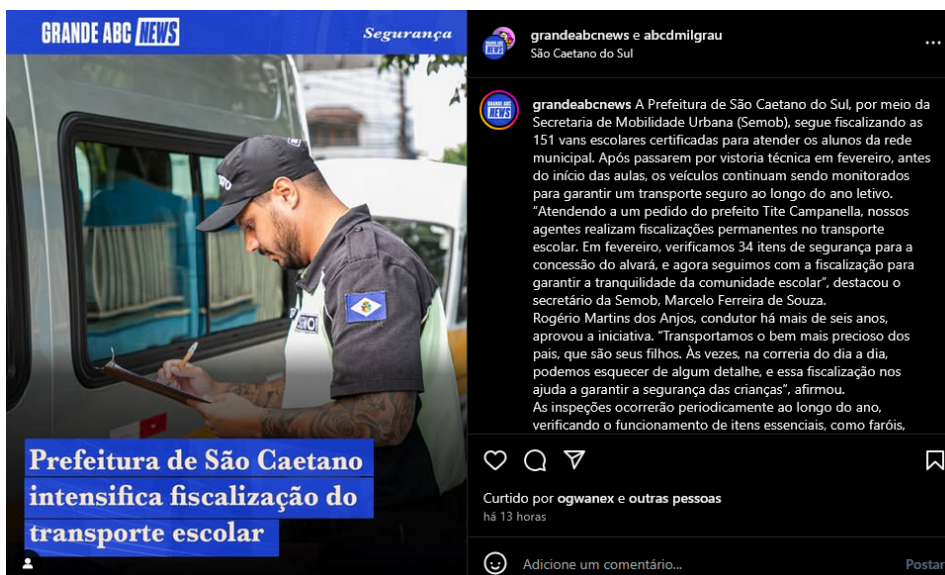 GRANDE ABC NEWS
Segurança
Prefeitura de São Caetano
intensifica fiscalização do
transporte escolar
grandeabcnews e abcdmilgrau
São Caetano do Sul
grandeabcnews A Prefeitura de São Caetano do Sul, por meio da
Secretaria de Mobilidade Urbana (Semob), segue fiscalizando as
151 vans escolares certificadas para atender os alunos da rede
municipal. Após passarem por vistoria técnica em fevereiro, antes
do início das aulas, os veículos continuam sendo monitorados
para garantir um transporte seguro ao longo do ano letivo.
"Atendendo a um pedido do prefeito Tite Campanella, nossos
agentes realizam fiscalizações permanentes no transporte
escolar. Em fevereiro, verificamos 34 itens de segurança para a
concessão do alvará, e agora seguimos com a fiscalização para
garantir a tranquilidade da comunidade escolar", destacou o
secretário da Semob, Marcelo Ferreira de Souza.
Rogério Martins dos Anjos, condutor há mais de seis anos,
aprovou a iniciativa. "Transportamos o bem mais precioso dos
pais, que são seus filhos. Às vezes, na correria do dia a dia,
podemos esquecer de algum detalhe, e essa fiscalização nos
ajuda a garantir a segurança das crianças", afirmou.
As inspeções ocorrerão periodicamente ao longo do ano,
verificando o funcionamento de itens essenciais, como faróis,
Curtido por ogwanex e outras pessoas
há 13 horas
Adicione um comentário...
Postar